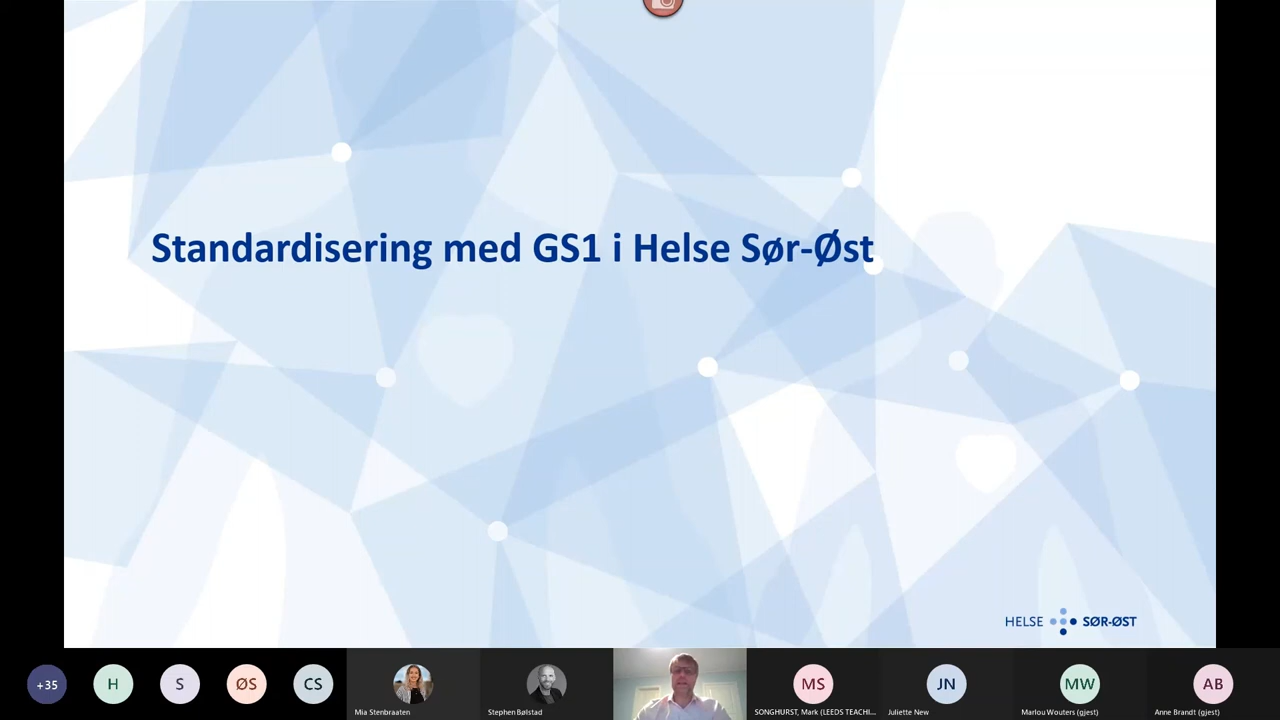 Standardisering med GS1 i Helse Sør-Øst
HELSE SØR-ØST
+35
H
S
ØS
CS
Mia Stenbraaten
Stephen Bølstad
MS
SONGHURST, Mark (LEEDS TEACHI...
JN
Juliette New
MW
Marlou Wouters (gjest)
AB
Anne Brandt (gjest)